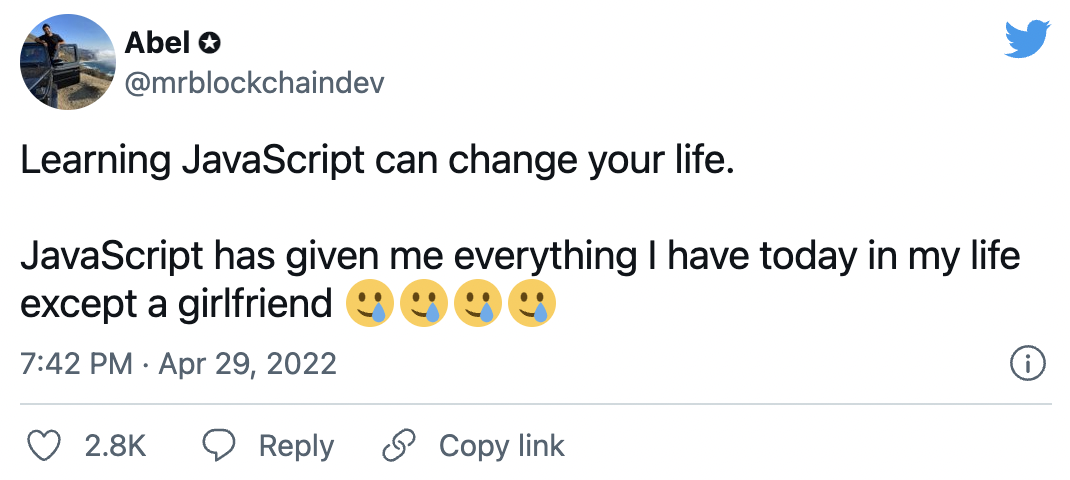 Abel ✪
@mrblockchaindev
Learning JavaScript can change your life.
JavaScript has given me everything I have today in my life
except a girlfriend 🥲🥲🥲🥲
7:42 PM · Apr 29, 2022
2.8K Reply Copy link